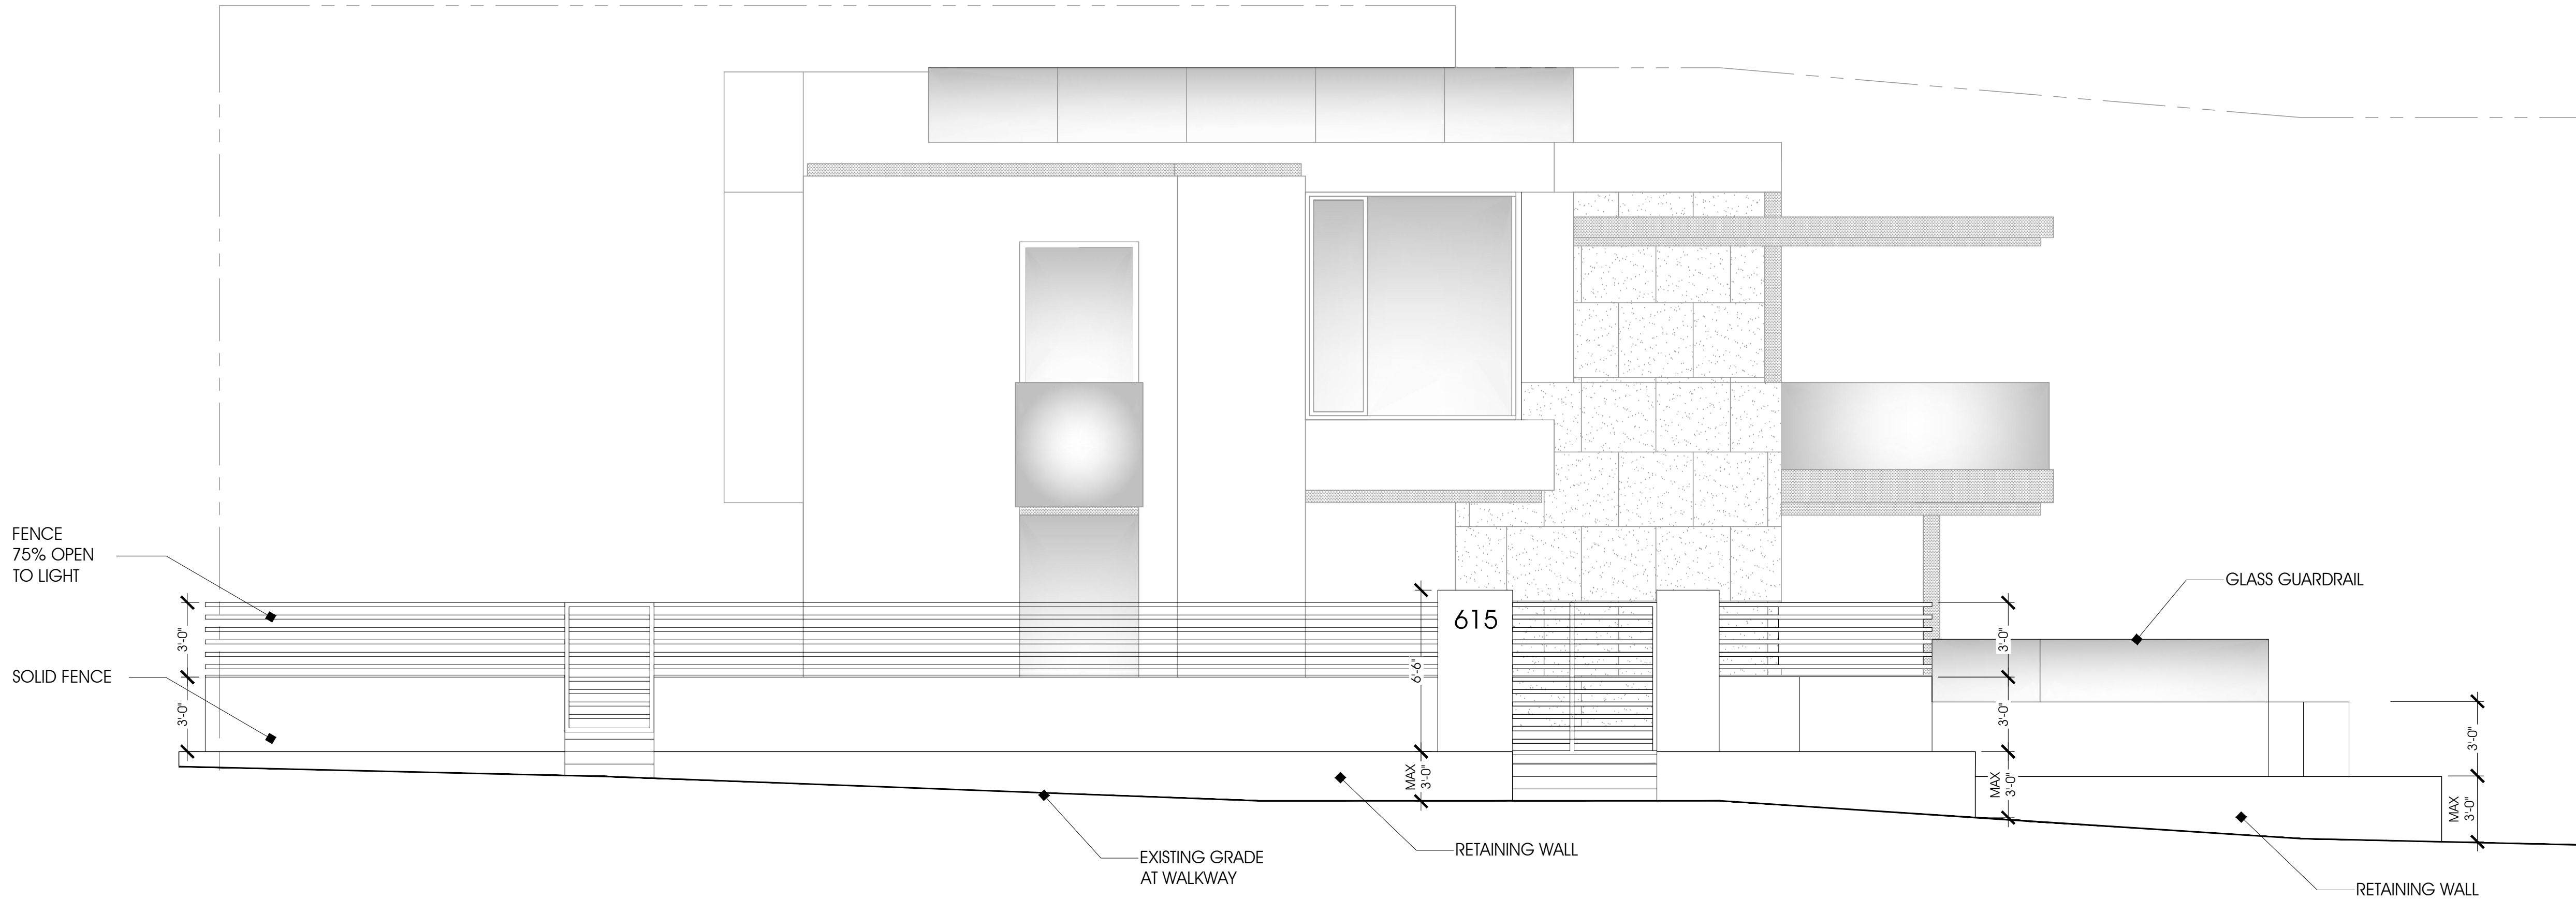 FENCE
75% OPEN
TO LIGHT
SOLID FENCE
3'-0"
3'-0"
615
6'-6"
MAX
3'-0"
3'-0"
3'-0"
MAX
3'-0"
GLASS GUARDRAIL
3'-0"
MAX
3'-0"
EXISTING GRADE
AT WALKWAY
RETAINING WALL
RETAINING WALL